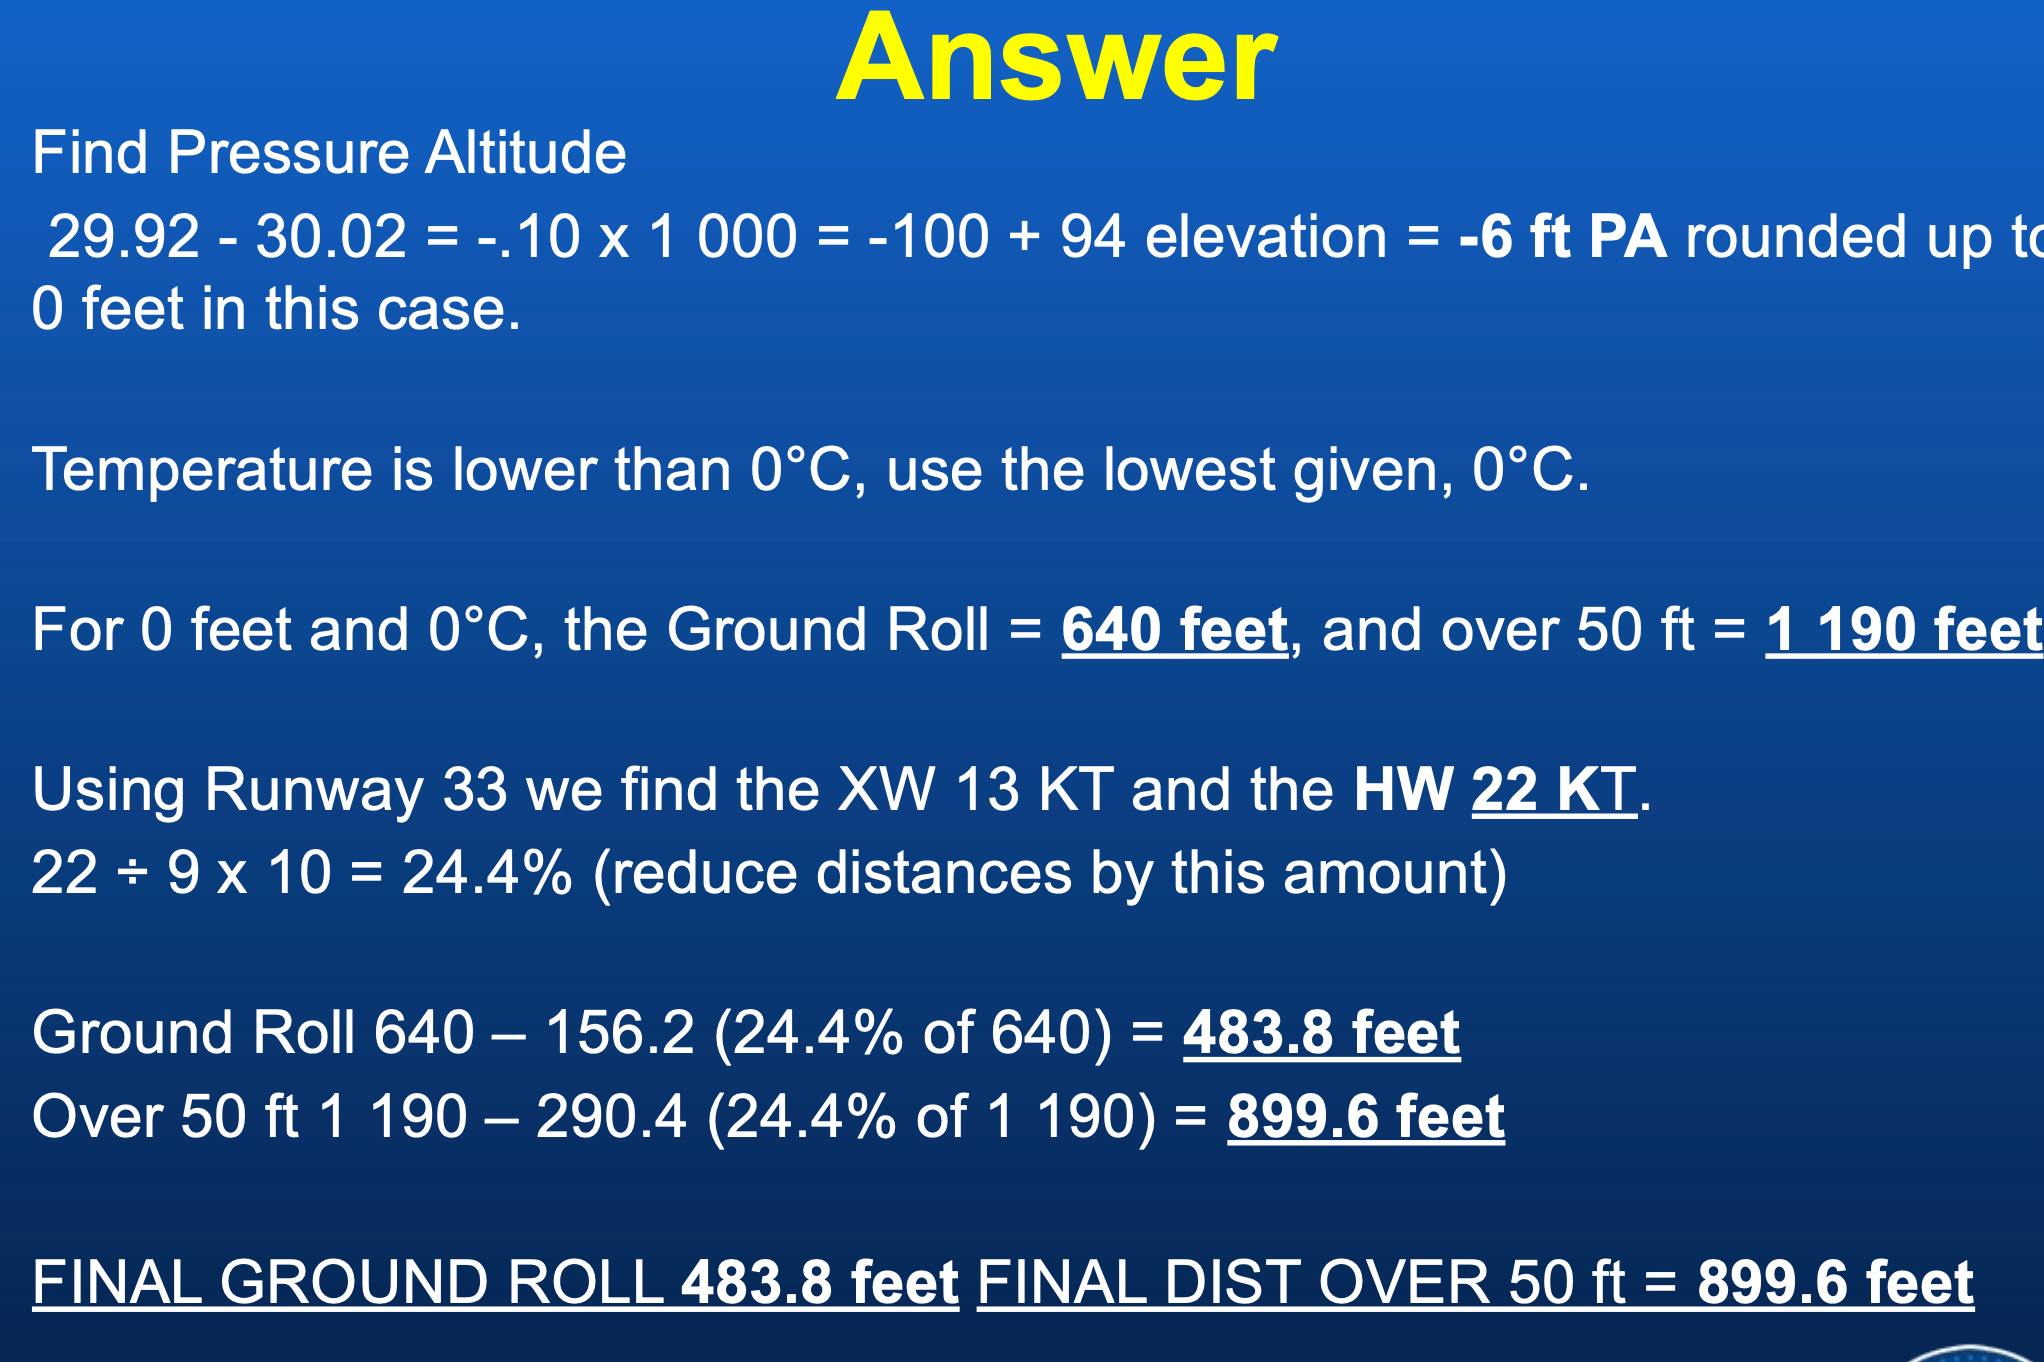 Answer
Find Pressure Altitude
29.92 - 30.02 = -.10 x 1 000 = -100 + 94 elevation = -6 ft PA rounded up to
0 feet in this case.
Temperature is lower than 0°C, use the lowest given, 0°C.
For 0 feet and 0°C, the Ground Roll = 640 feet, and over 50 ft = 1 190 feet
Using Runway 33 we find the XW 13 KT and the HW 22 KT.
22 ÷ 9 x 10 = 24.4% (reduce distances by this amount)
Ground Roll 640 – 156.2 (24.4% of 640) = 483.8 feet
Over 50 ft 1 190 – 290.4 (24.4% of 1 190) = 899.6 feet
FINAL GROUND ROLL 483.8 feet FINAL DIST OVER 50 ft = 899.6 feet